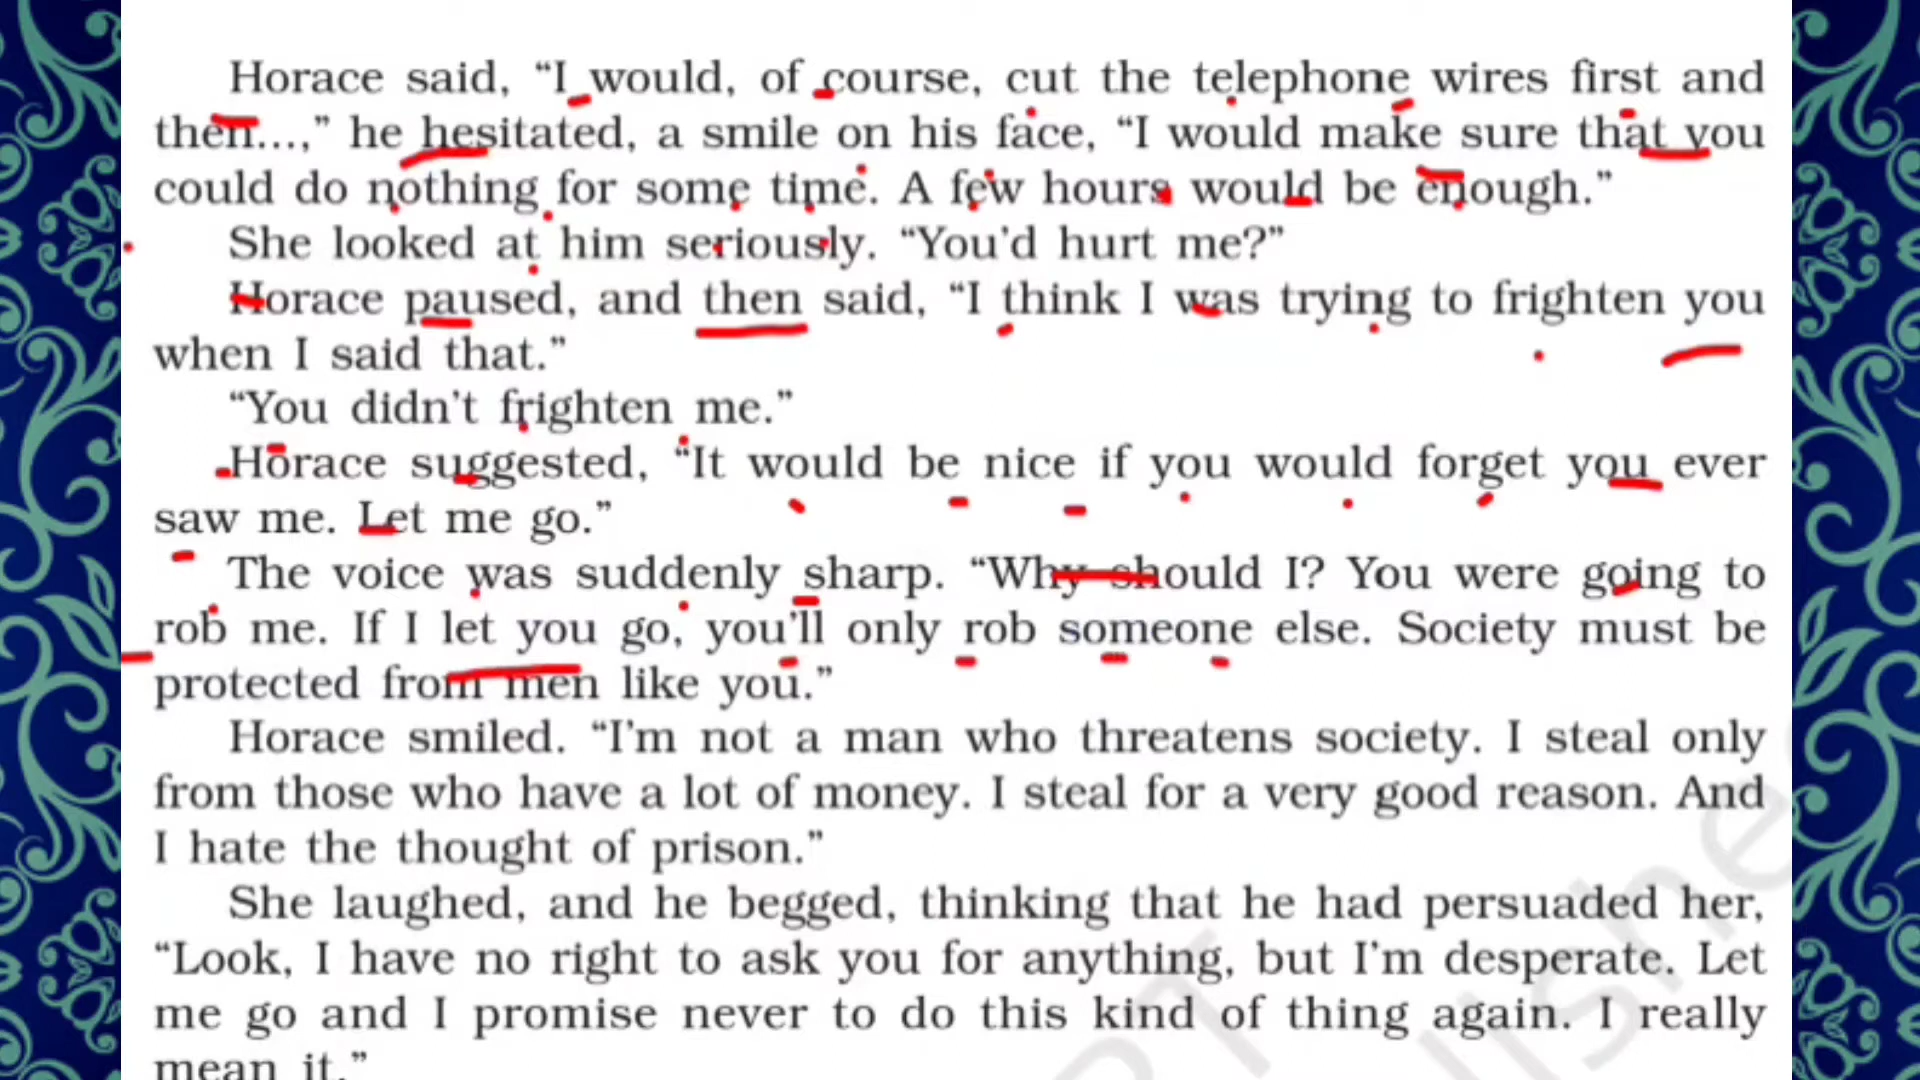 Horace said, “I would, of course, cut the telephone wires first and
then...,” he hesitated, a smile on his face, “I would make sure that you
could do nothing for some time. A few hours would be enough.”
She looked at him seriously. “You’d hurt me?”
Horace paused, and then said, “I think I was trying to frighten you
when I said that.”
“You didn’t frighten me.”
Horace suggested, “It would be nice if you would forget you ever
saw me. Let me go.”
The voice was suddenly sharp. “Why should I? You were going to
rob me. If I let you go, you’ll only rob someone else. Society must be
protected from men like you.”
Horace smiled. “I’m not a man who threatens society. I steal only
from those who have a lot of money. I steal for a very good reason. And
I hate the thought of prison.”
She laughed, and he begged, thinking that he had persuaded her,
“Look, I have no right to ask you for anything, but I’m desperate. Let
me go and I promise never to do this kind of thing again. I really
mean it.”